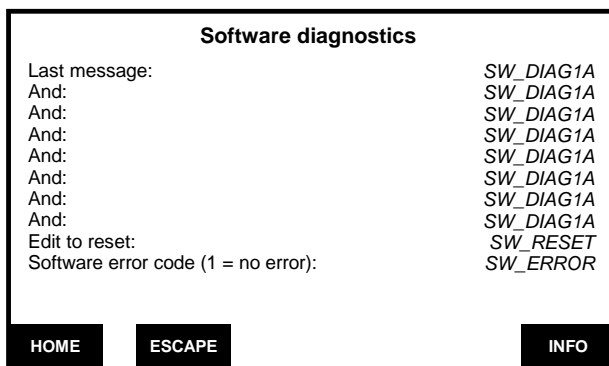 Software diagnostics
Last message: SW_DIAG1A
And: SW_DIAG1A
And: SW_DIAG1A
And: SW_DIAG1A
And: SW_DIAG1A
And: SW_DIAG1A
And: SW_DIAG1A
And: SW_DIAG1A
Edit to reset: SW_RESET
Software error code (1 = no error): SW_ERROR
HOME ESCAPE INFO